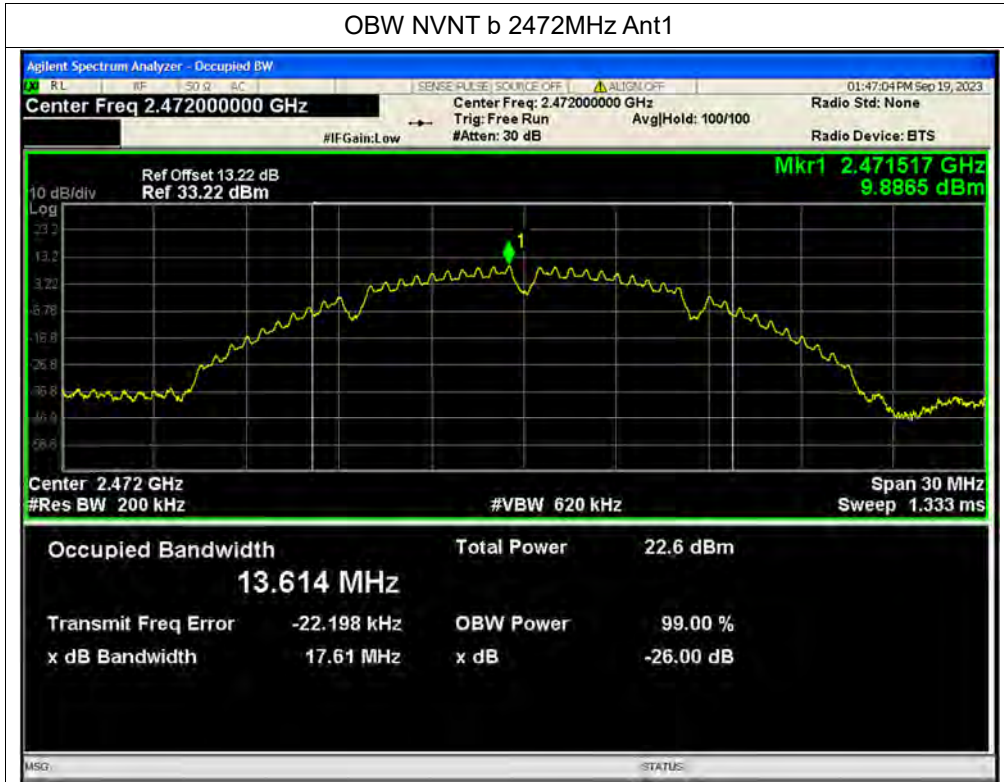 OBW NVNT b 2472MHz Ant1
Agilent Spectrum Analyzer - Occupied BW
LXI RL RF 50 Ω AC SENSE:PULSE SOURCE OFF ALIGN OFF 01:47:04 PM Sep 19, 2023
Center Freq 2.472000000 GHz
Center Freq: 2.472000000 GHz
Radio Std: None
Trig: Free Run Avg|Hold: 100/100
#IFGain:Low #Atten: 30 dB Radio Device: BTS
Mkr1 2.471517 GHz
9.8865 dBm
Ref Offset 13.22 dB
10 dB/div Ref 33.22 dBm
Log
23.2
13.2
1
3.22
-6.78
-16.8
-26.8
-36.8
-46.8
-56.8
Center 2.472 GHz Span 30 MHz
#Res BW 200 kHz #VBW 620 kHz Sweep 1.333 ms
Occupied Bandwidth Total Power 22.6 dBm
13.614 MHz
Transmit Freq Error -22.198 kHz OBW Power 99.00 %
x dB Bandwidth 17.61 MHz x dB -26.00 dB
MSG STATUS